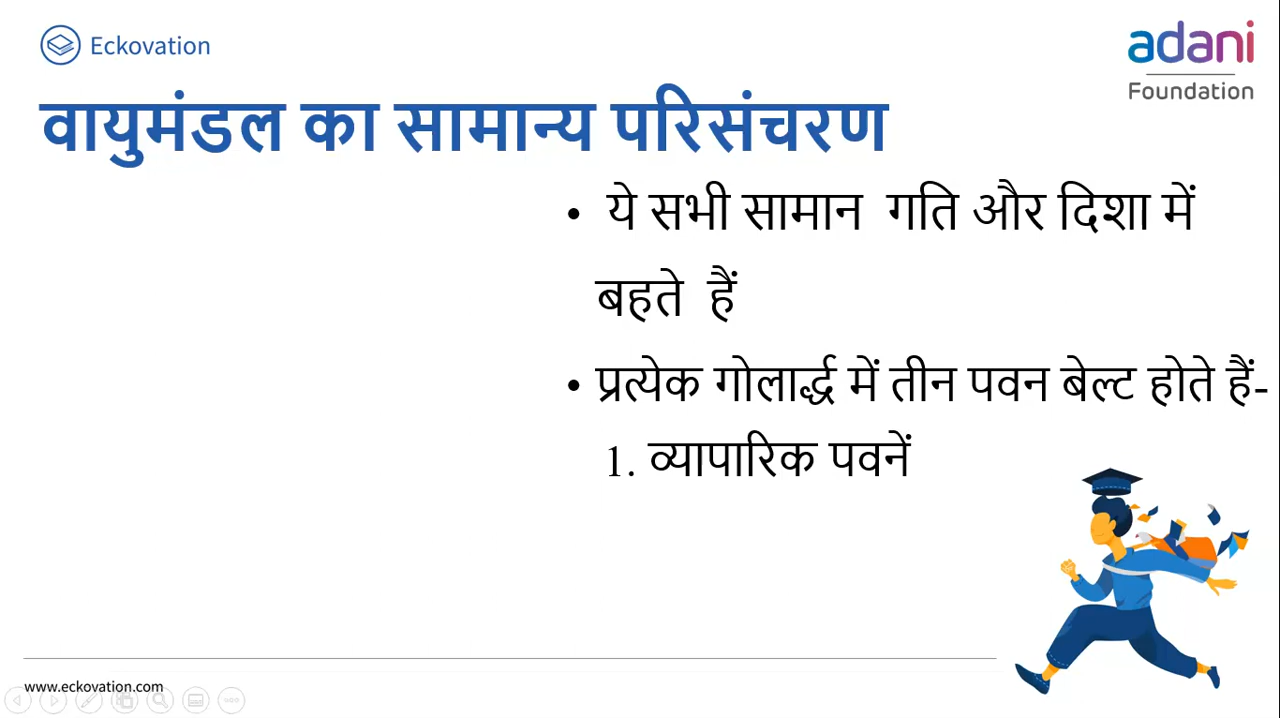 Eckovation
adani
Foundation
वायुमंडल का सामान्य परिसंचरण
• ये सभी सामान गति और दिशा में
बहते हैं
• प्रत्येक गोलार्द्ध में तीन पवन बेल्ट होते हैं-
1. व्यापारिक पवनें
www.eckovation.com